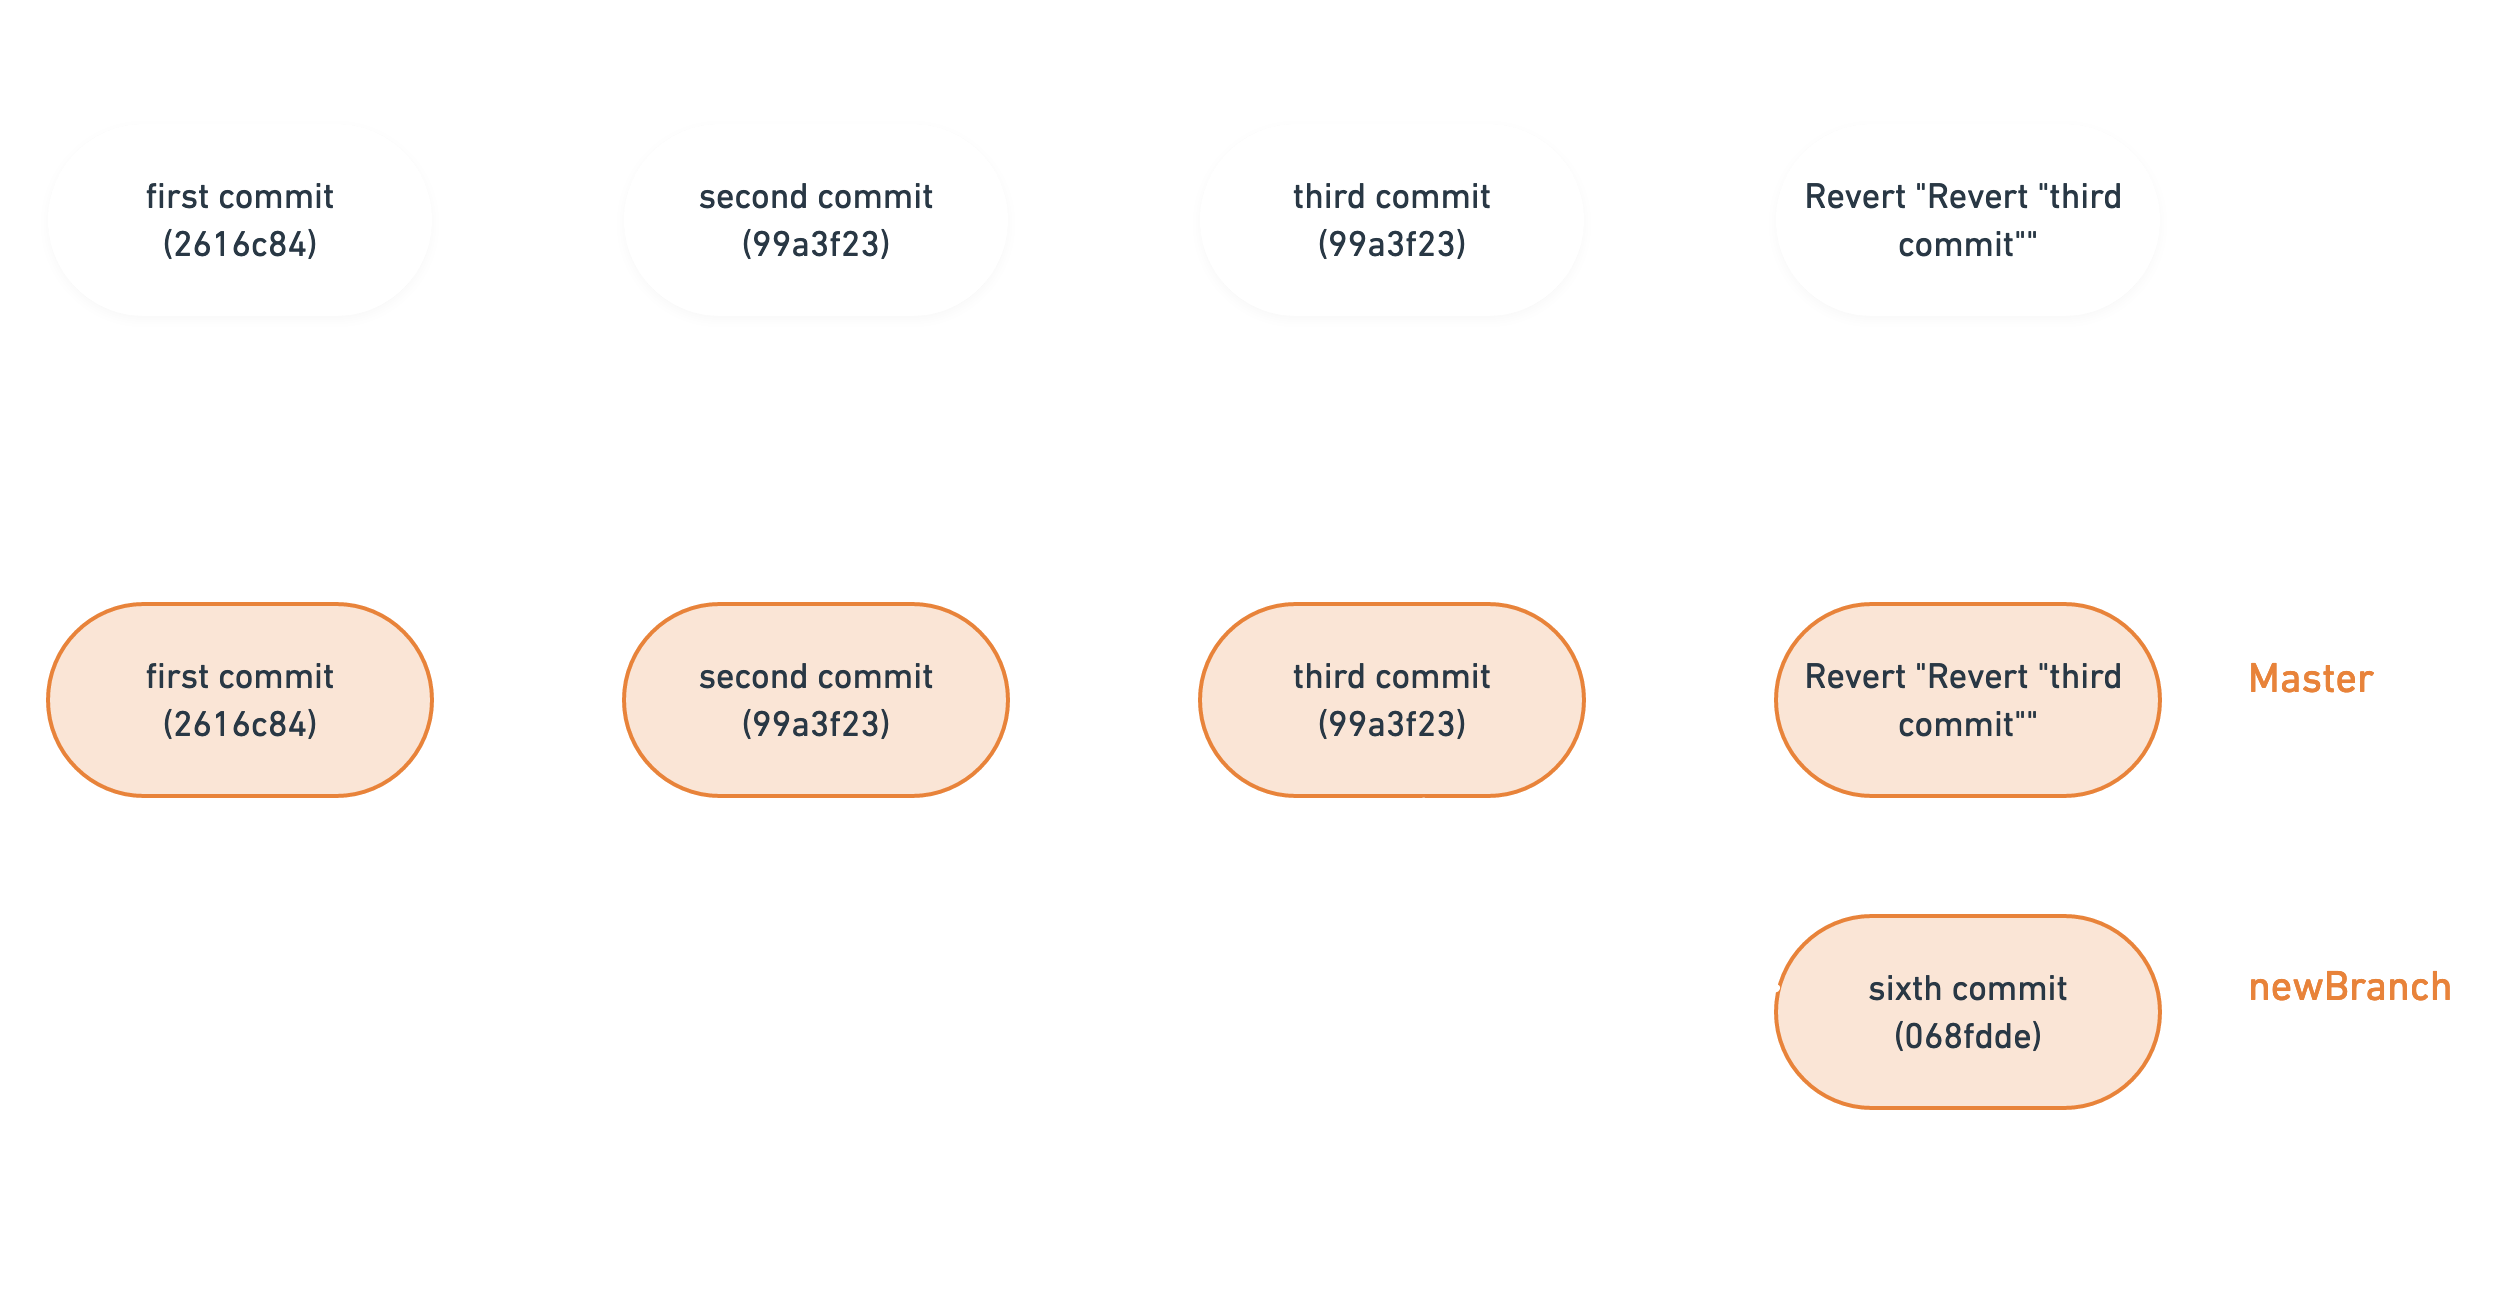 first commit
(2616c84)
second commit
(99a3f23)
third commit
(99a3f23)
Revert "Revert "third
commit""
first commit
(2616c84)
second commit
(99a3f23)
third commit
(99a3f23)
Revert "Revert "third
commit""
Master
sixth commit
(068fdde)
newBranch